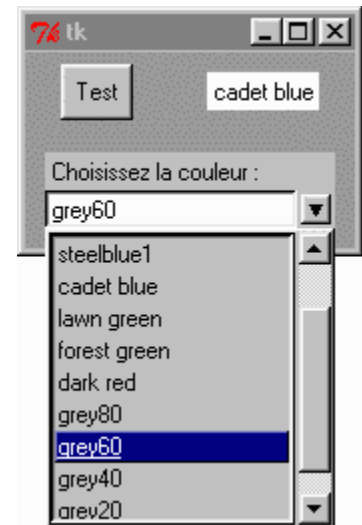 tk
Test
cadet blue
Choisissez la couleur :
grey60
steelblue1
cadet blue
lawn green
forest green
dark red
grey80
grey60
grey40
grey20